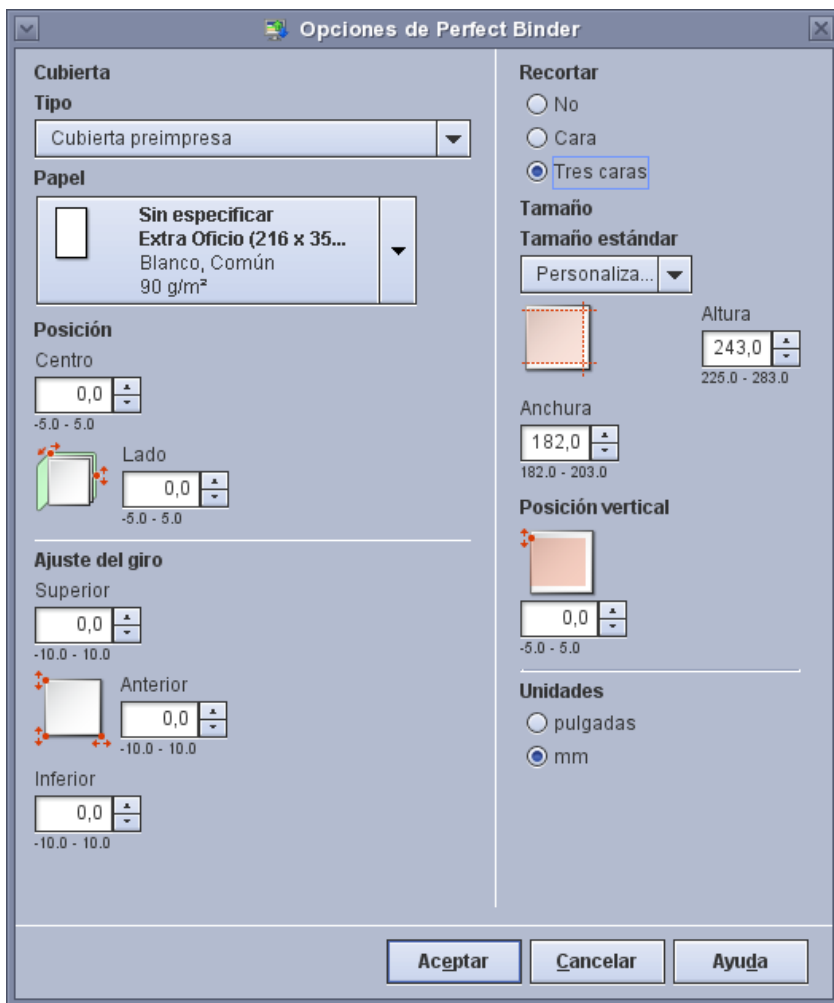 Opciones de Perfect Binder
Cubierta
Tipo
Cubierta preimpresa
Papel
Sin especificar
Extra Oficio (216 x 35...
Blanco, Común
90 g/m²
Posición
Centro
0,0
-5.0 - 5.0
Lado
0,0
-5.0 - 5.0
Ajuste del giro
Superior
0,0
-10.0 - 10.0
Anterior
0,0
-10.0 - 10.0
Inferior
0,0
-10.0 - 10.0
Recortar
No
Cara
Tres caras
Tamaño
Tamaño estándar
Personaliza...
Altura
243,0
225.0 - 283.0
Anchura
182,0
182.0 - 203.0
Posición vertical
0,0
-5.0 - 5.0
Unidades
pulgadas
mm
Aceptar Cancelar Ayuda